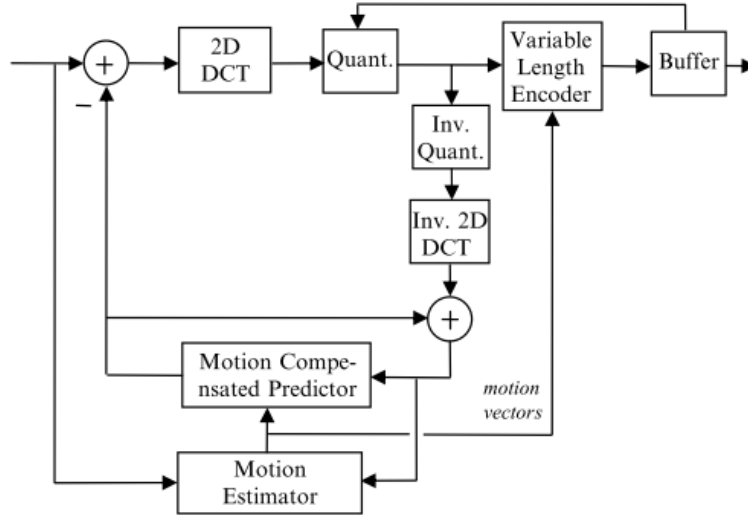 2D
DCT
Quant.
Variable
Length
Encoder
Buffer
+
−
Inv.
Quant.
Inv. 2D
DCT
+
Motion Compe-
nsated Predictor
motion
vectors
Motion
Estimator